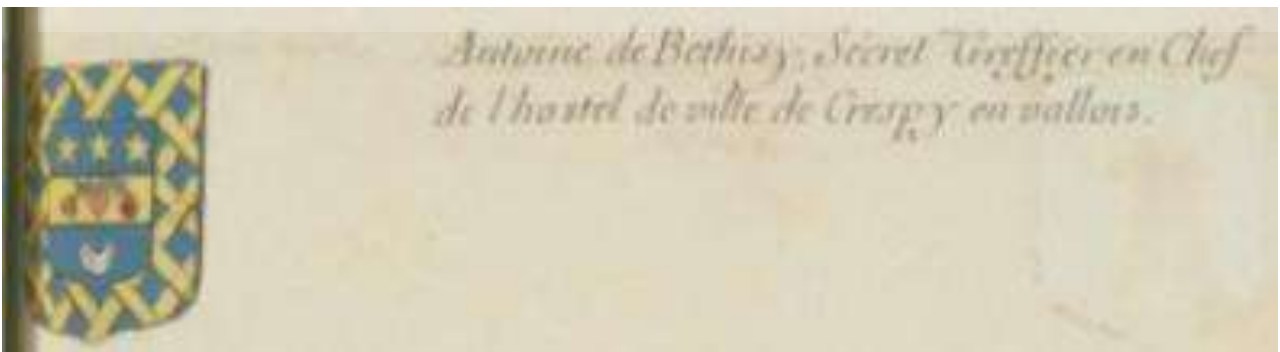 Antoine de Bethisy, Secret Greffier en Chef
de l'hostel de ville de Crespy en vallois.